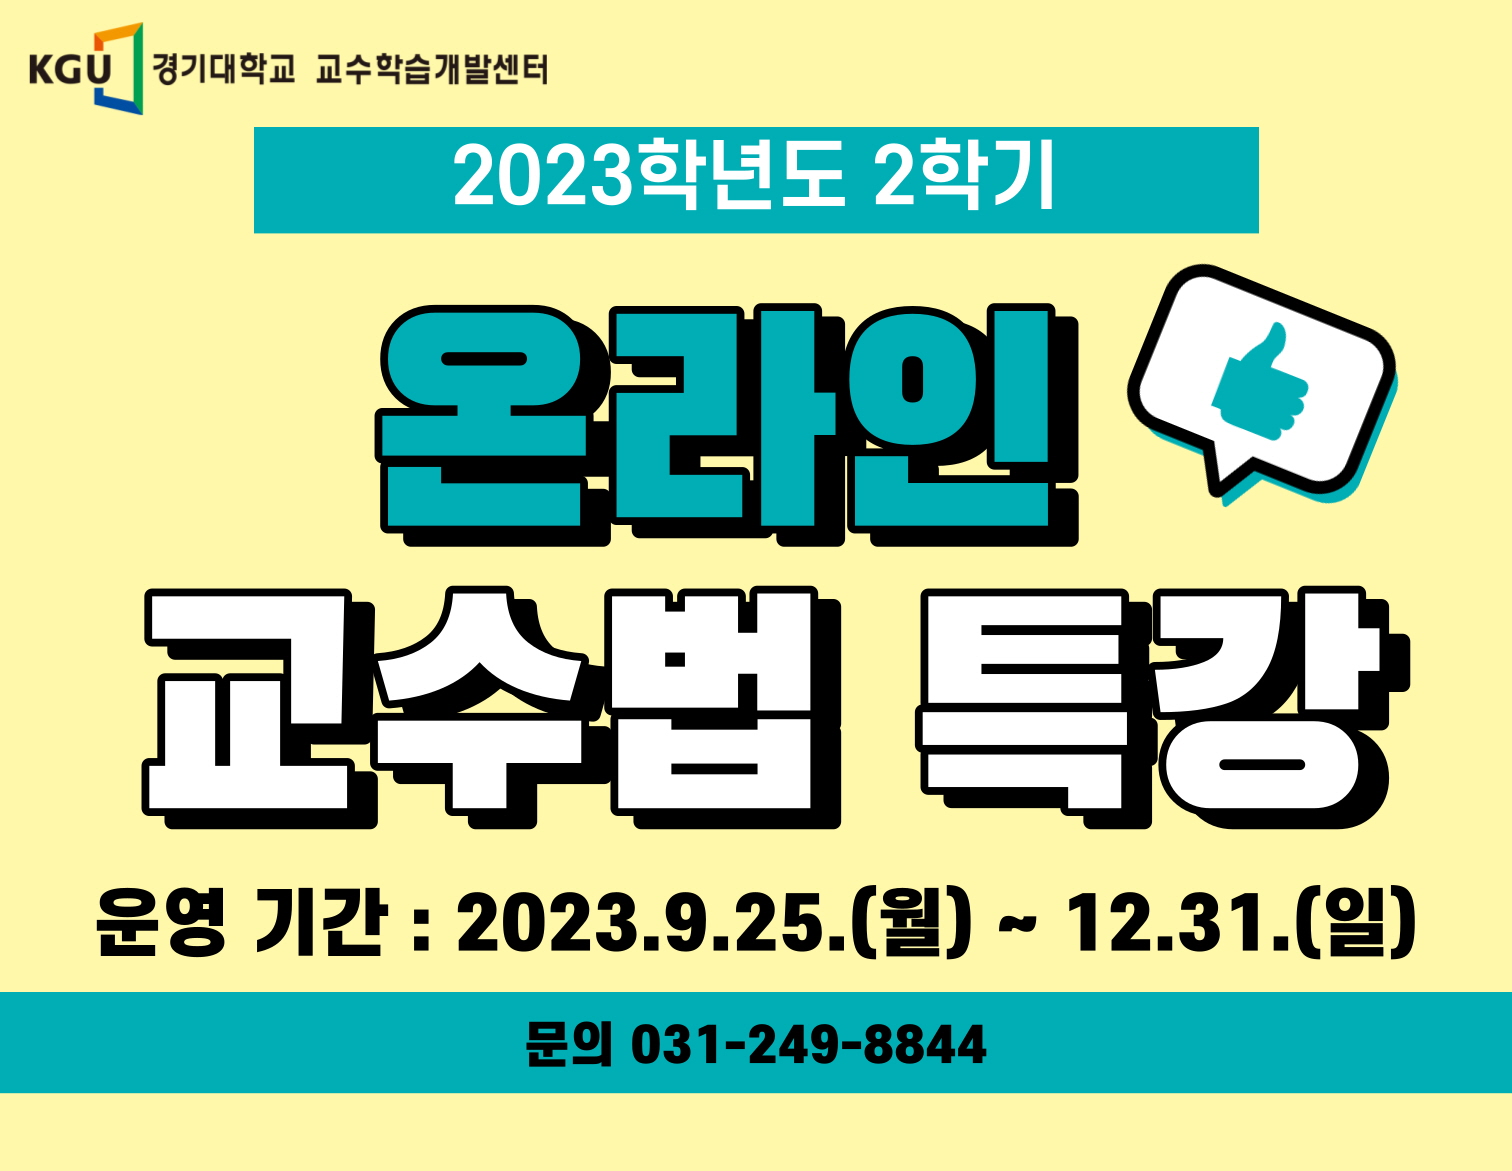 KGU 경기대학교 교수학습개발센터
2023학년도 2학기
온라인
교수법 특강
운영 기간 : 2023.9.25.(월) ~ 12.31.(일)
문의 031-249-8844